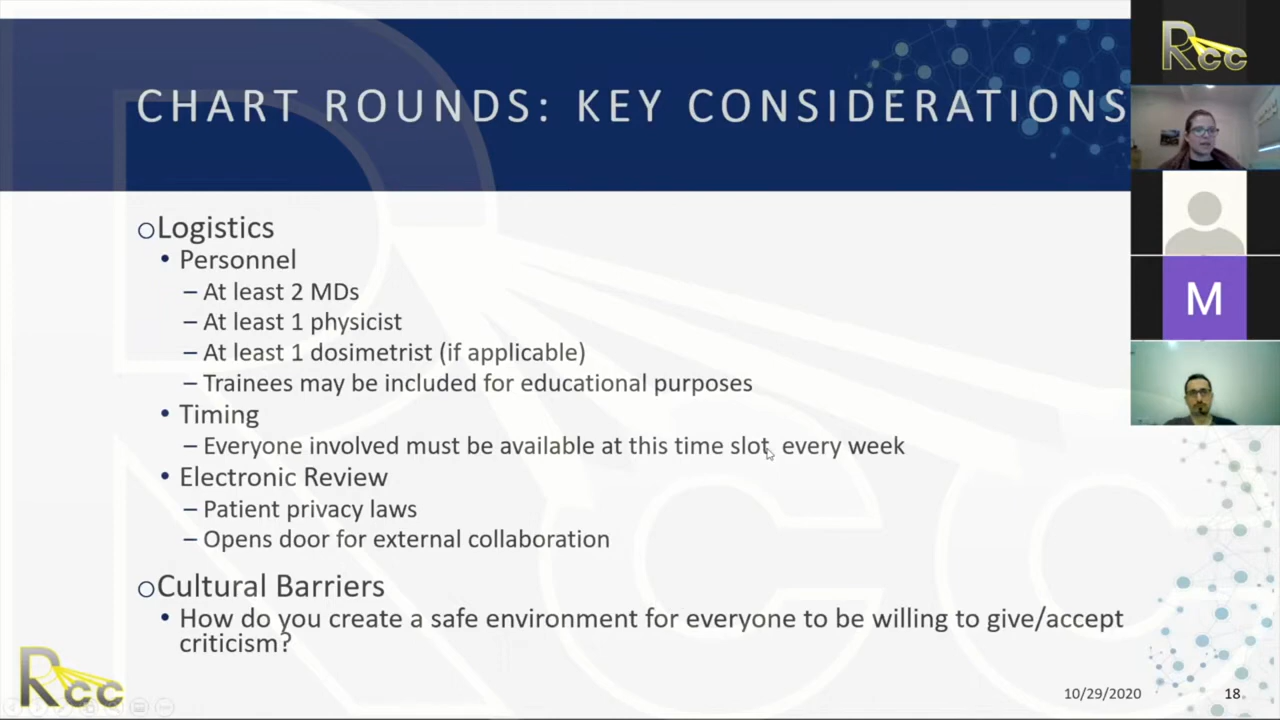 CHART ROUNDS: KEY CONSIDERATIONS
Rcc
oLogistics
• Personnel
– At least 2 MDs
– At least 1 physicist
– At least 1 dosimetrist (if applicable)
– Trainees may be included for educational purposes
M
• Timing
– Everyone involved must be available at this time slot, every week
• Electronic Review
– Patient privacy laws
– Opens door for external collaboration
oCultural Barriers
• How do you create a safe environment for everyone to be willing to give/accept
criticism?
Rcc
10/29/2020
18